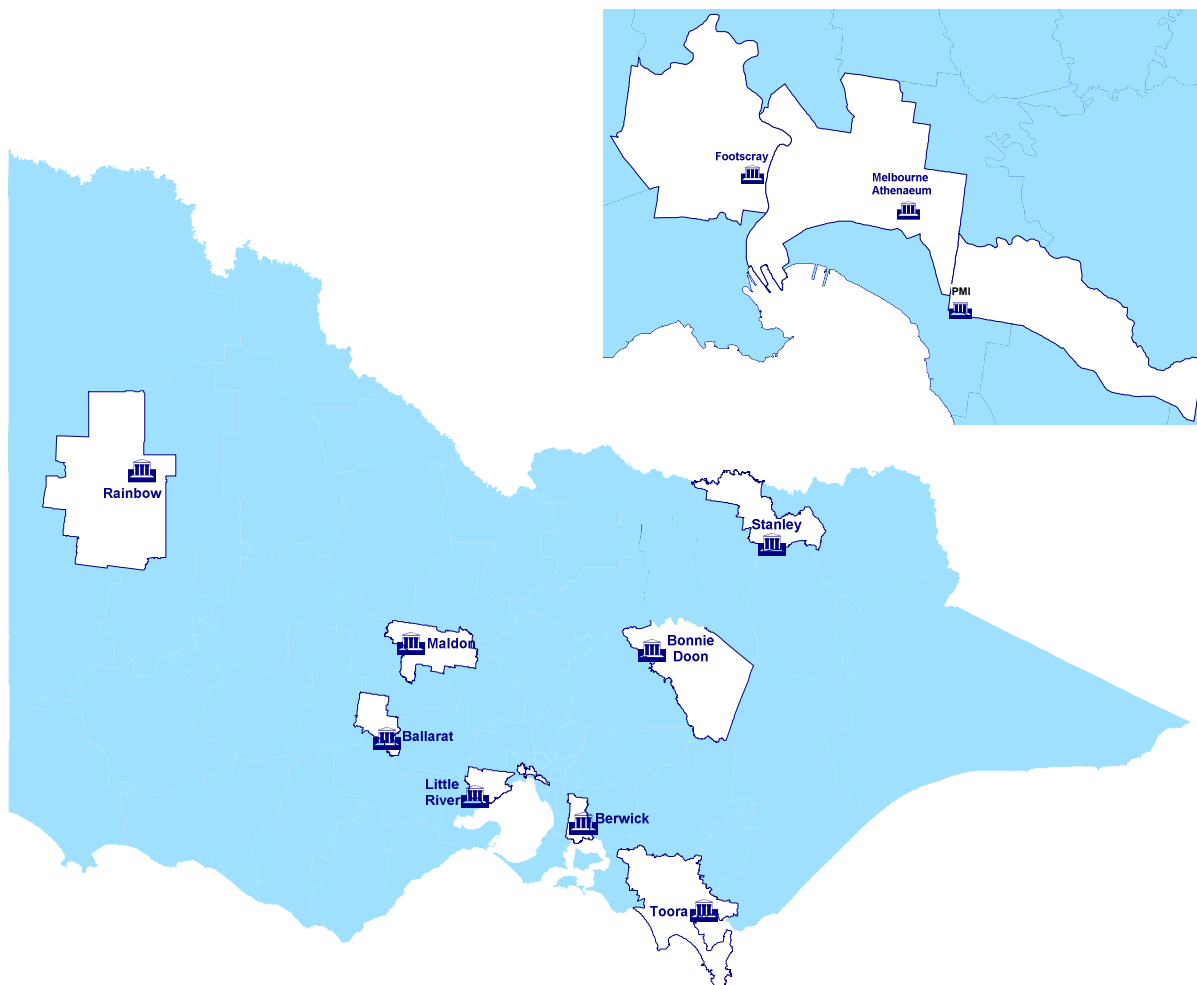 Footscray
Melbourne
Athenaeum
PMI
Rainbow
Stanley
Maldon
Bonnie
Doon
Ballarat
Little
River
Berwick
Toora